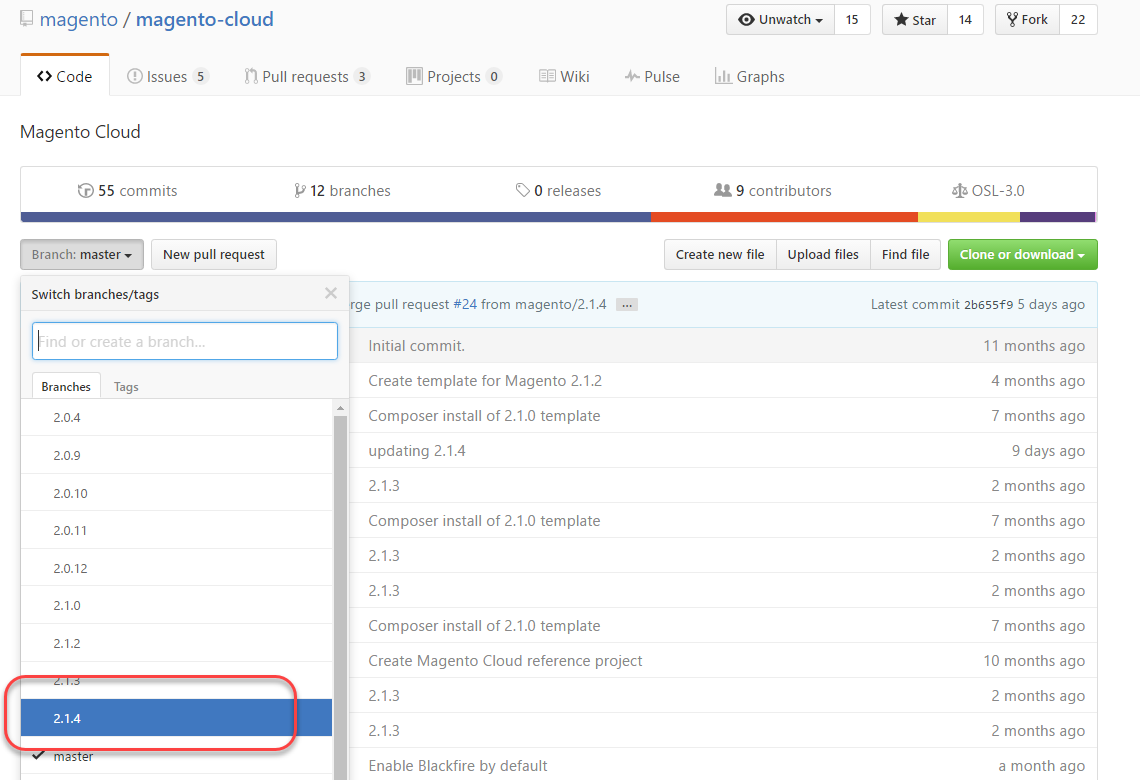 magento / magento-cloud
Unwatch 15 Star 14 Fork 22
Code Issues 5 Pull requests 3 Projects 0 Wiki Pulse Graphs
Magento Cloud
55 commits 12 branches 0 releases 9 contributors OSL-3.0
Branch: master New pull request Create new file Upload files Find file Clone or download
Switch branches/tags
rge pull request #24 from magento/2.1.4 ... Latest commit 2b655f9 5 days ago
Find or create a branch...
Branches Tags
2.0.4
2.0.9
2.0.10
2.0.11
2.0.12
2.1.0
2.1.2
2.1.3
2.1.4
master
Initial commit. 11 months ago
Create template for Magento 2.1.2 4 months ago
Composer install of 2.1.0 template 7 months ago
updating 2.1.4 9 days ago
2.1.3 2 months ago
Composer install of 2.1.0 template 7 months ago
2.1.3 2 months ago
2.1.3 2 months ago
Composer install of 2.1.0 template 7 months ago
Create Magento Cloud reference project 10 months ago
2.1.3 2 months ago
2.1.3 2 months ago
Enable Blackfire by default a month ago